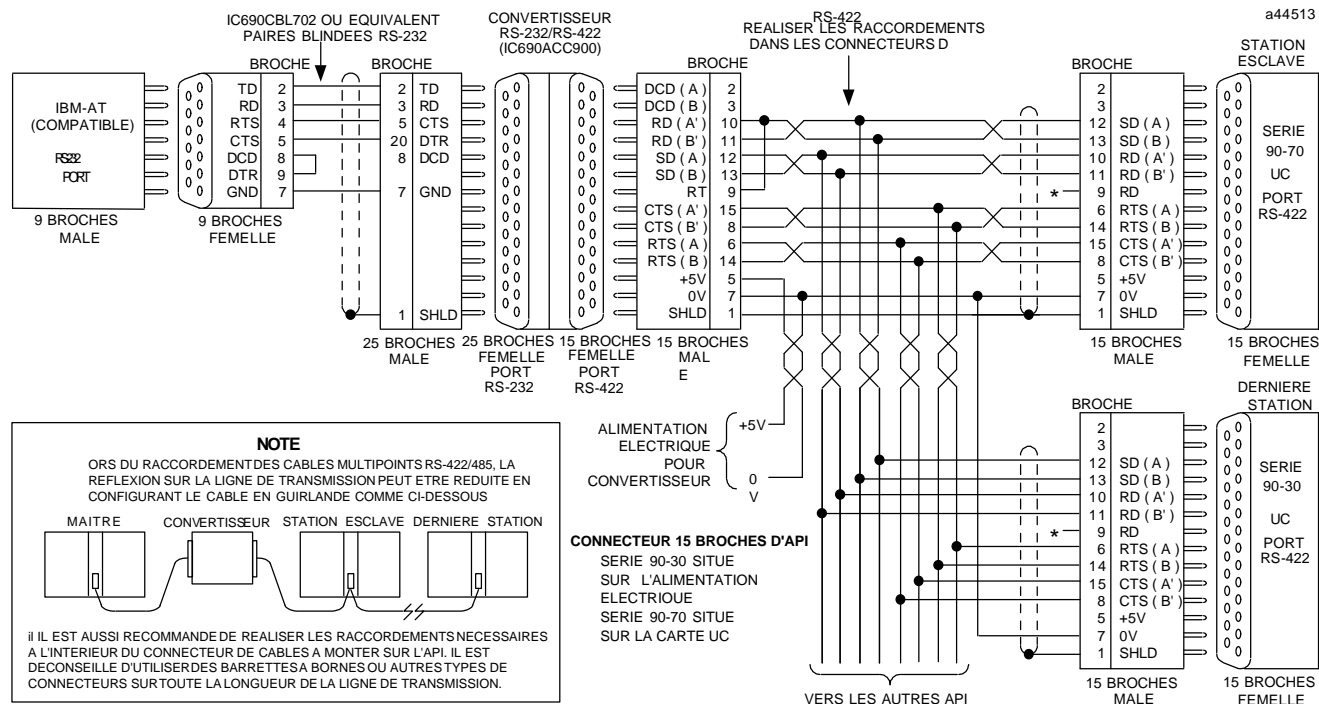 a44513
IC690CBL702 OU EQUIVALENT
PAIRES BLINDEES RS-232
CONVERTISSEUR
RS-232/RS-422
(IC690ACC900)
RS-422
REALISER LES RACCORDEMENTS
DANS LES CONNECTEURS D
STATION
ESCLAVE
BROCHE
BROCHE
BROCHE
BROCHE
IBM-AT
(COMPATIBLE)
RS232
PORT
9 BROCHES
MALE
TD 2
RD 3
RTS 4
CTS 5
DCD 8
DTR 9
GND 7
9 BROCHES
FEMELLE
2 TD
3 RD
5 CTS
20 DTR
8 DCD
7 GND
1 SHLD
25 BROCHES
MALE
25 BROCHES
FEMELLE
PORT
RS-232
15 BROCHES
FEMELLE
PORT
RS-422
DCD ( A ) 2
DCD ( B ) 3
RD ( A' ) 10
RD ( B' ) 11
SD ( A ) 12
SD ( B ) 13
RT 9
CTS ( A' ) 15
CTS ( B' ) 8
RTS ( A ) 6
RTS ( B ) 14
+5V 5
0V 7
SHLD 1
15 BROCHES
MAL
E
2
3
12 SD ( A )
13 SD ( B )
10 RD ( A' )
11 RD ( B' )
* 9 RD
6 RTS ( A )
14 RTS ( B )
15 CTS ( A' )
8 CTS ( B' )
5 +5V
7 0V
1 SHLD
15 BROCHES
MALE
SERIE
90-70
UC
PORT
RS-422
15 BROCHES
FEMELLE
ALIMENTATION
ELECTRIQUE
POUR
CONVERTISSEUR
+5V
0
V
CONNECTEUR 15 BROCHES D'API
SERIE 90-30 SITUE
SUR L'ALIMENTATION
ELECTRIOUE
SERIE 90-70 SITUE
SUR LA CARTE UC
VERS LES AUTRES API
DERNIERE
STATION
BROCHE
2
3
12 SD ( A )
13 SD ( B )
10 RD ( A' )
11 RD ( B' )
* 9 RD
6 RTS ( A )
14 RTS ( B )
15 CTS ( A' )
8 CTS ( B' )
5 +5V
7 0V
1 SHLD
15 BROCHES
MALE
SERIE
90-30
UC
PORT
RS-422
15 BROCHES
FEMELLE
NOTE
ORS DU RACCORDEMENT DES CABLES MULTIPOINTS RS-422/485, LA
REFLEXION SUR LA LIGNE DE TRANSMISSION PEUT ETRE REDUITE EN
CONFIGURANT LE CABLE EN GUIRLANDE COMME CI-DESSOUS
MAITRE CONVERTISSEUR STATION ESCLAVE DERNIERE STATION
il IL EST AUSSI RECOMMANDE DE REALISER LES RACCORDEMENTS NECESSAIRES
A L'INTERIEUR DU CONNECTEUR DE CABLES A MONTER SUR L'API. IL EST
DECONSEILLE D'UTILISER DES BARRETTES A BORNES OU AUTRES TYPES DE
CONNECTEURS SUR TOUTE LA LONGUEUR DE LA LIGNE DE TRANSMISSION.